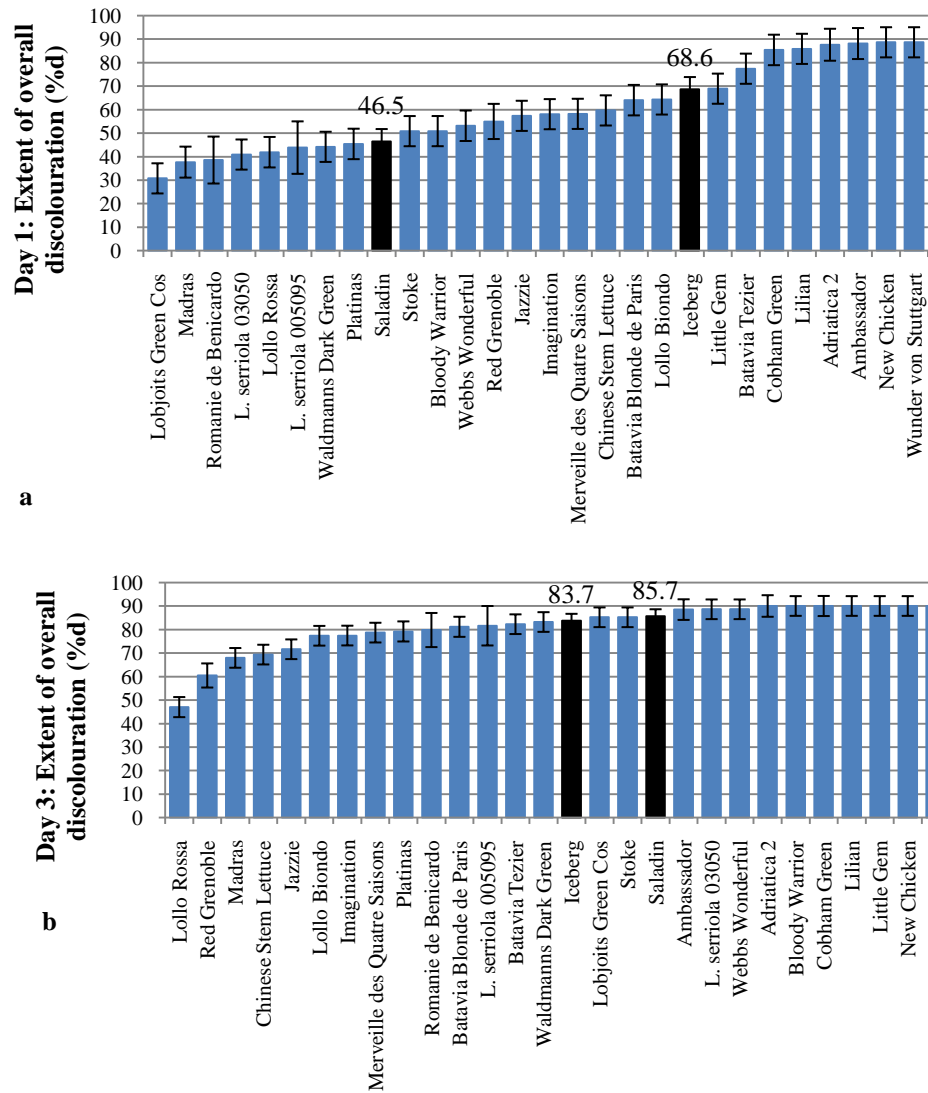 Day 1: Extent of overall
discolouration (%d)
100
90
80
70
60
50
40
30
20
10
0
46.5
68.6
Lobjoits Green Cos
Madras
Romanie de Benicardo
L. serriola 03050
Lollo Rossa
L. serriola 005095
Waldmanns Dark Green
Platinas
Saladin
Stoke
Bloody Warrior
Webbs Wonderful
Red Grenoble
Jazzie
Imagination
Merveille des Quatre Saisons
Chinese Stem Lettuce
Batavia Blonde de Paris
Lollo Biondo
Iceberg
Little Gem
Batavia Tezier
Cobham Green
Lilian
Adriatica 2
Ambassador
New Chicken
Wunder von Stuttgart
a
Day 3: Extent of overall
discolouration (%d)
100
90
80
70
60
50
40
30
20
10
0
83.7
85.7
Lollo Rossa
Red Grenoble
Madras
Chinese Stem Lettuce
Jazzie
Lollo Biondo
Imagination
Merveille des Quatre Saisons
Platinas
Romanie de Benicardo
Batavia Blonde de Paris
L. serriola 005095
Batavia Tezier
Waldmanns Dark Green
Iceberg
Lobjoits Green Cos
Stoke
Saladin
Ambassador
L. serriola 03050
Webbs Wonderful
Adriatica 2
Bloody Warrior
Cobham Green
Lilian
Little Gem
New Chicken
b